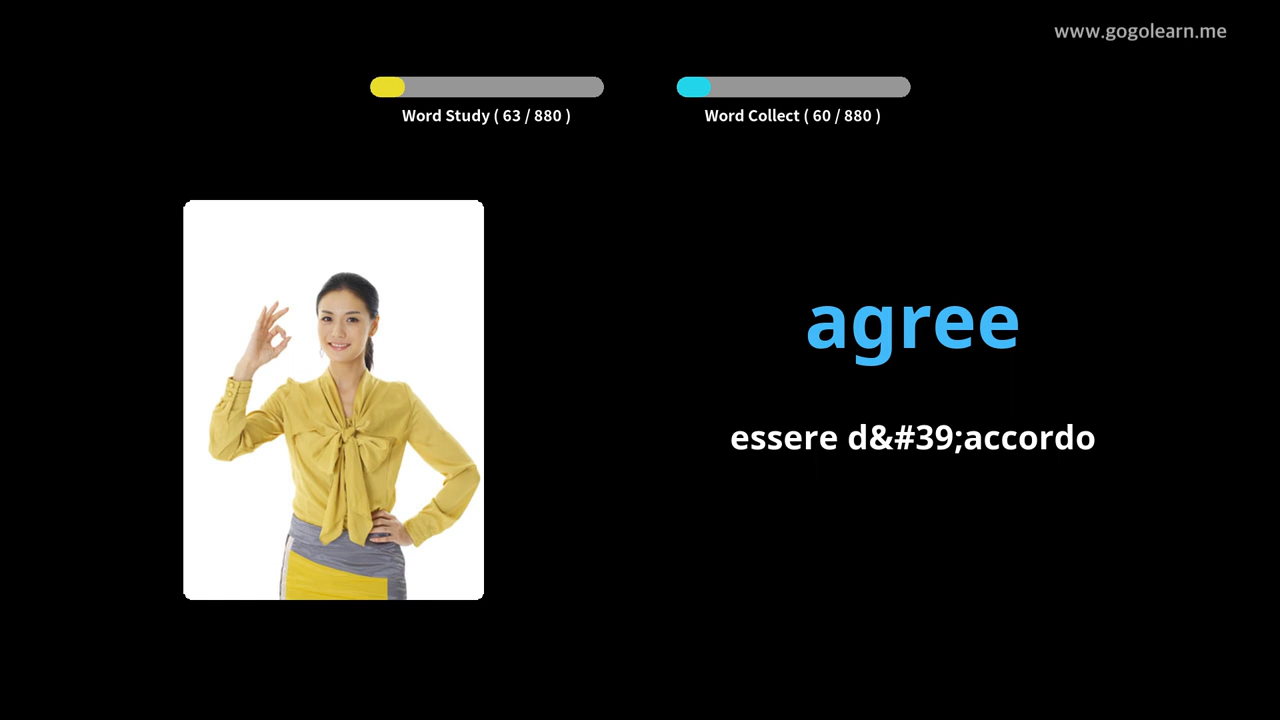 www.gogolearn.me
Word Study ( 63 / 880 )
Word Collect ( 60 / 880 )
agree
essere d&#39;accordo